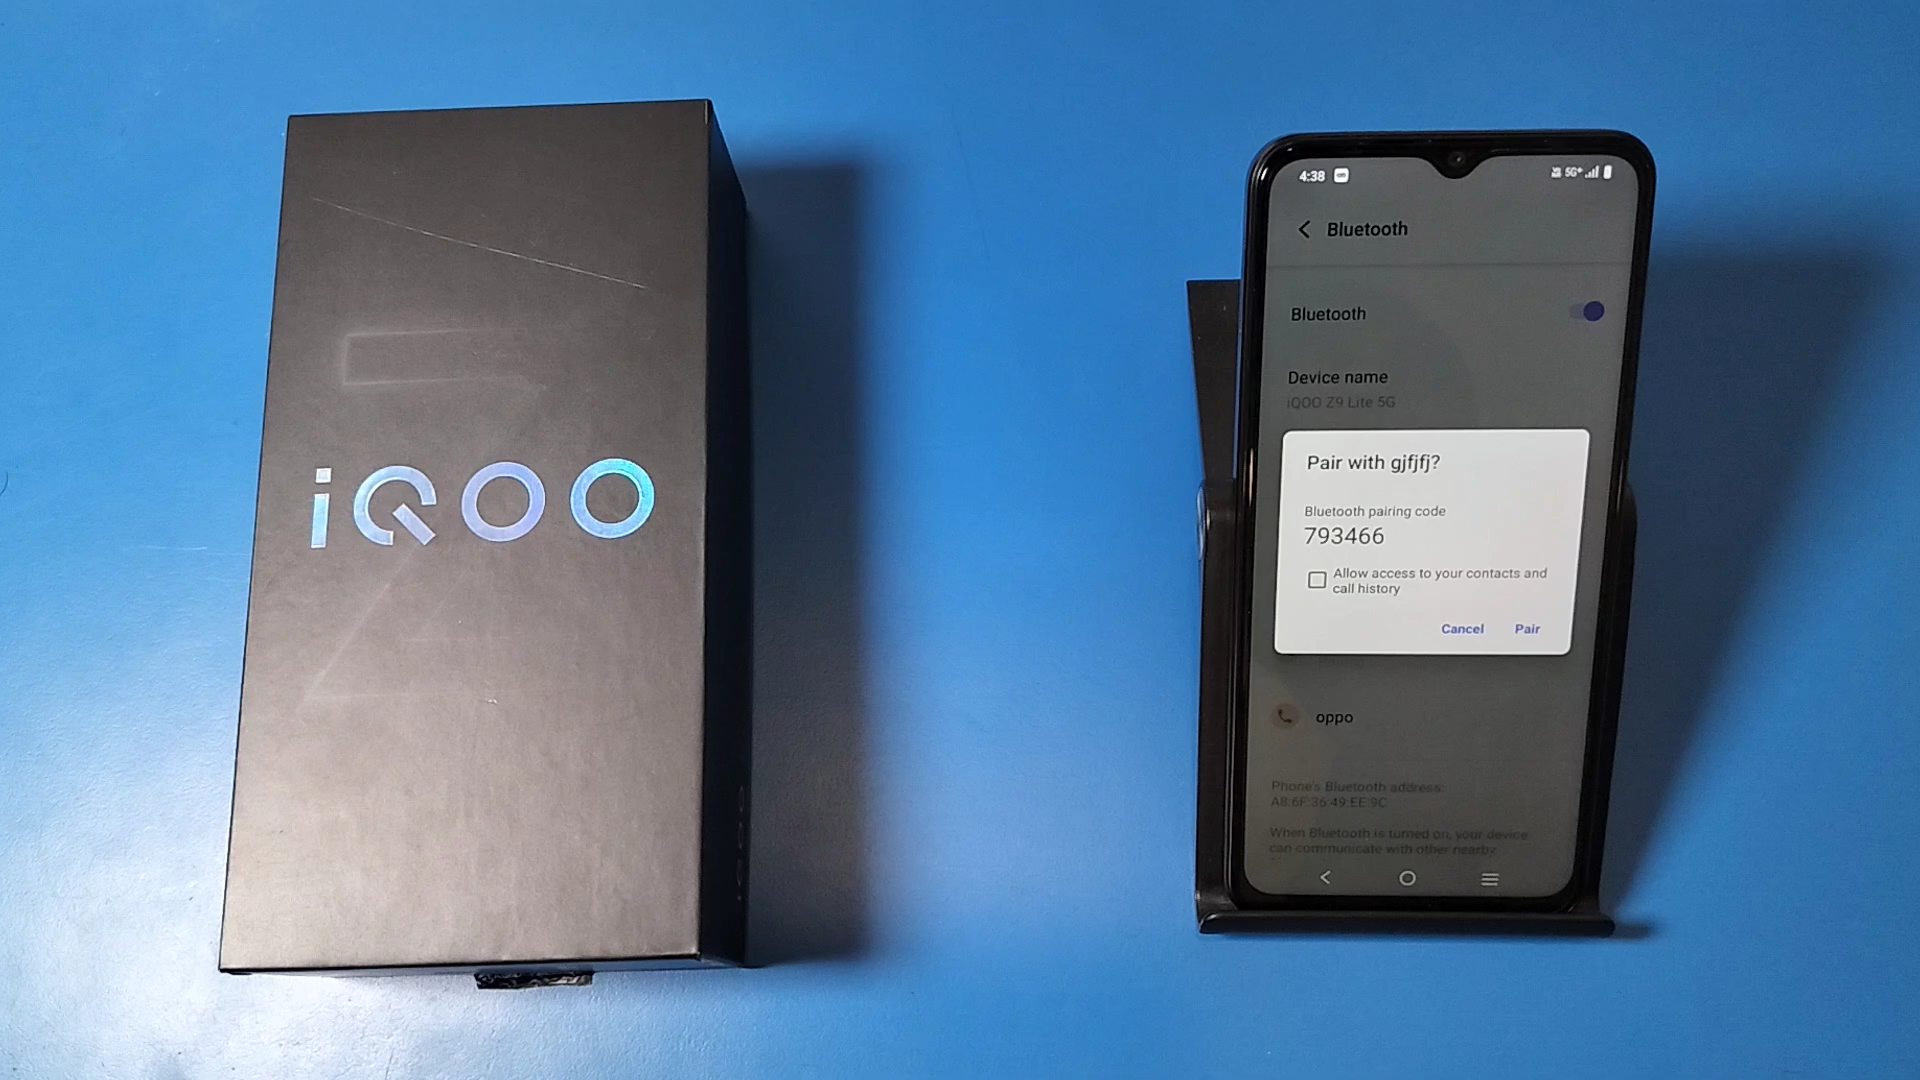 iQOO
4:38
5G+
Bluetooth
Bluetooth
Device name
iQOO Z9 Lite 5G
Pair with gjfjfj?
Bluetooth pairing code
793466
Allow access to your contacts and
call history
Cancel Pair
oppo
Phone's Bluetooth address:
A8:6F:36:49:EE:9C
When Bluetooth is turned on, your device
can communicate with other nearby